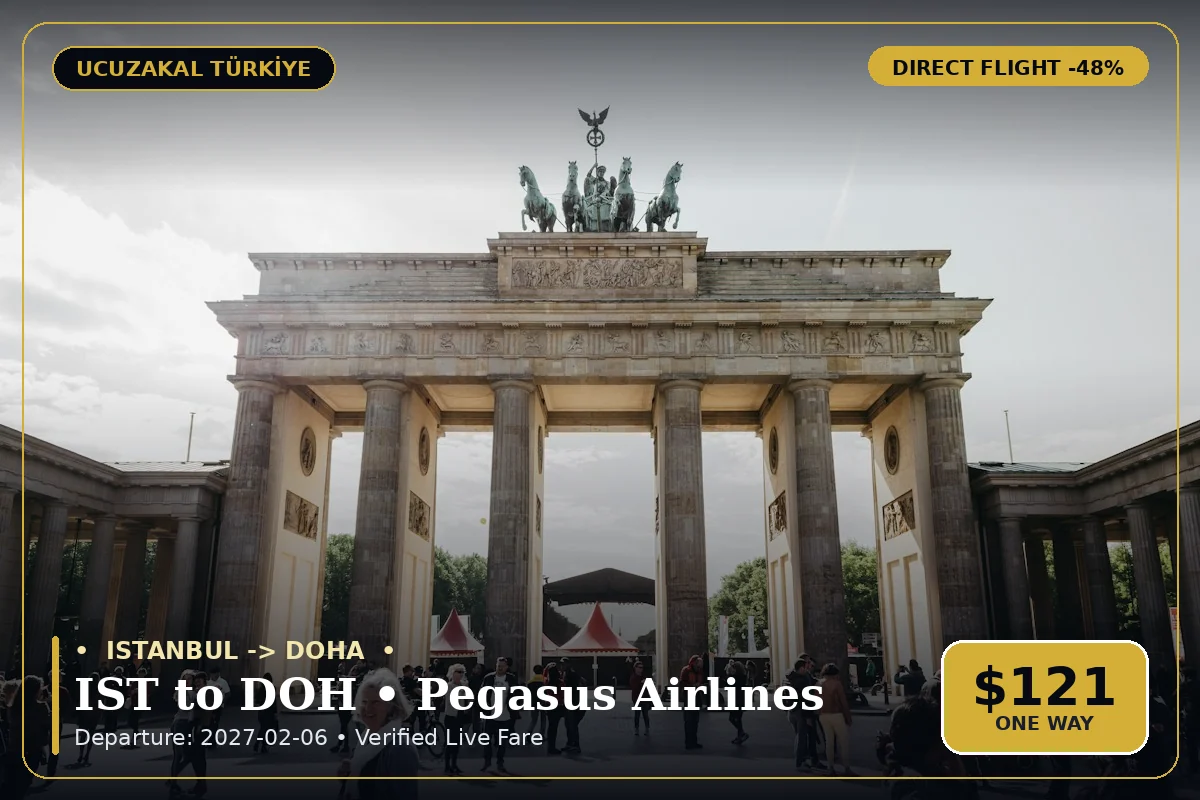 UCUZAKAL TÜRKİYE
DIRECT FLIGHT -48%
• ISTANBUL -> DOHA •
IST to DOH • Pegasus Airlines
Departure: 2027-02-06 • Verified Live Fare
$121
ONE WAY